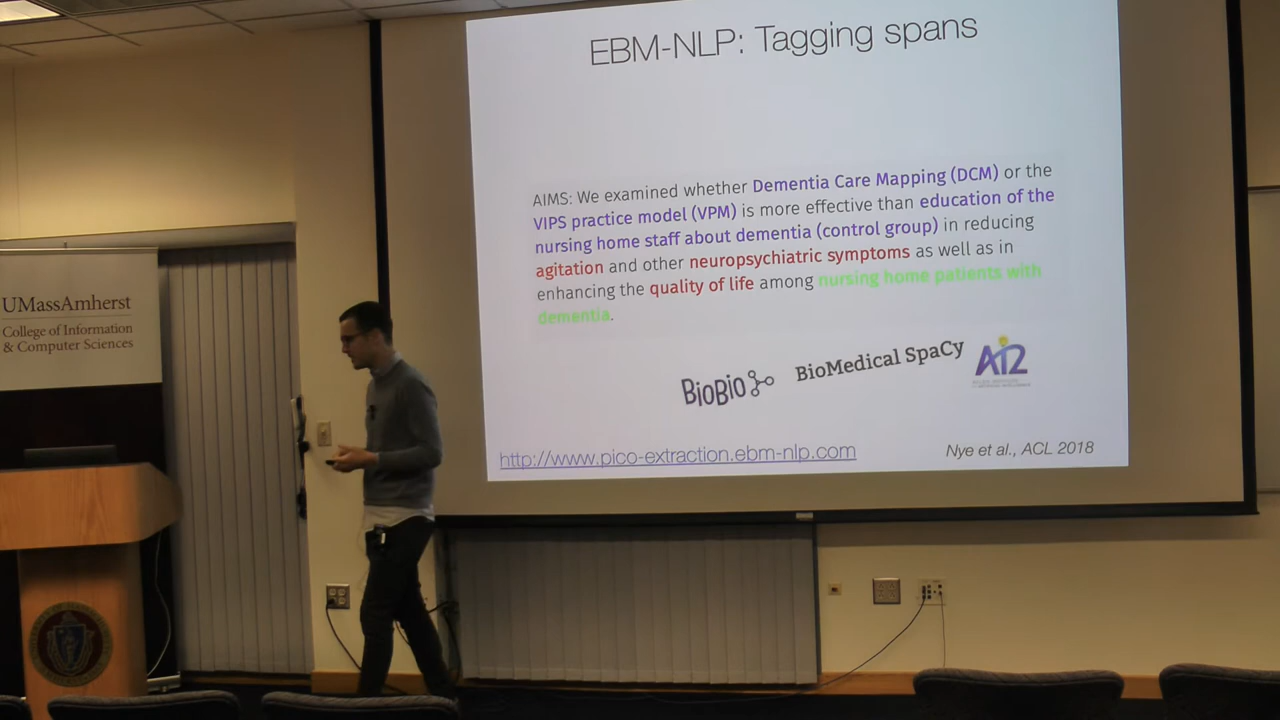 EBM-NLP: Tagging spans
AIMS: We examined whether Dementia Care Mapping (DCM) or the
VIPS practice model (VPM) is more effective than education of the
nursing home staff about dementia (control group) in reducing
agitation and other neuropsychiatric symptoms as well as in
enhancing the quality of life among nursing home patients with
dementia.
BioBio
BioMedical SpaCy
AI2
http://www.pico-extraction.ebm-nlp.com
Nye et al., ACL 2018
UMassAmherst
College of Information
& Computer Sciences